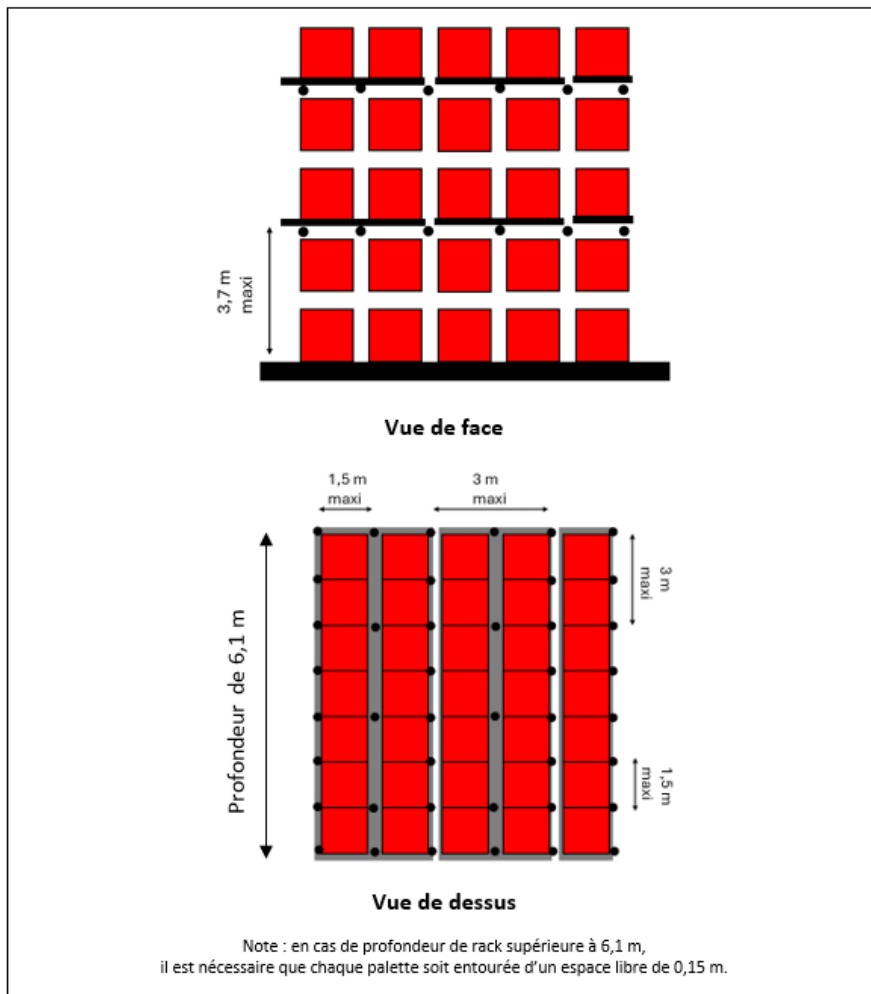 3,7 m
maxi
Vue de face
1,5 m
maxi
3 m
maxi
3 m
maxi
Profondeur de 6,1 m
1,5 m
maxi
Vue de dessus
Note : en cas de profondeur de rack supérieure à 6,1 m,
il est nécessaire que chaque palette soit entourée d'un espace libre de 0,15 m.